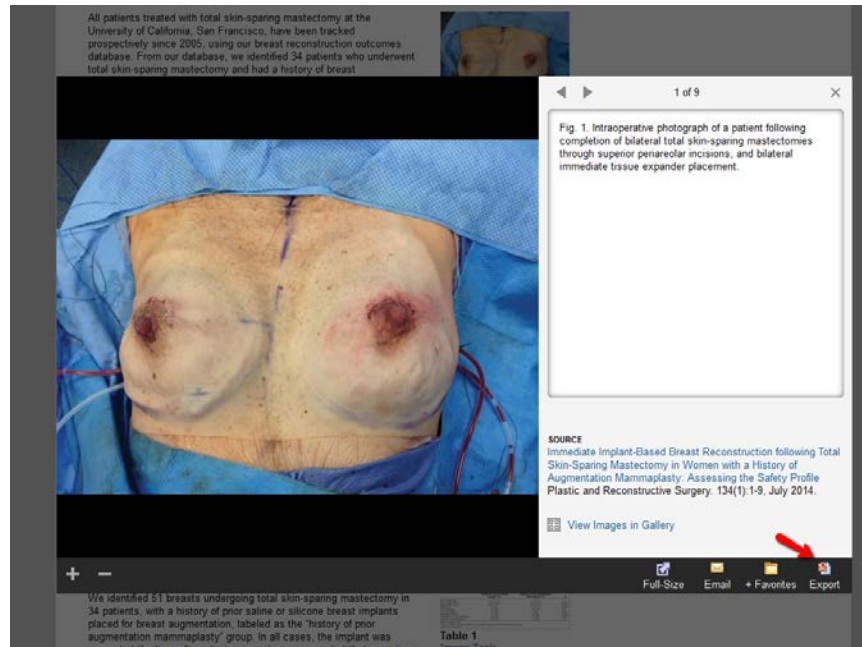 All patients treated with total skin-sparing mastectomy at the
University of California, San Francisco, have been tracked
prospectively since 2005, using our breast reconstruction outcomes
database. From our database, we identified 34 patients who underwent
total skin-sparing mastectomy and had a history of breast
1 of 9
Fig. 1. Intraoperative photograph of a patient following
completion of bilateral total skin-sparing mastectomies
through superior periareolar incisions, and bilateral
immediate tissue expander placement.
SOURCE
Immediate Implant-Based Breast Reconstruction following Total
Skin-Sparing Mastectomy in Women with a History of
Augmentation Mammaplasty: Assessing the Safety Profile
Plastic and Reconstructive Surgery. 134(1):1-9, July 2014.
View Images in Gallery
Full-Size Email + Favorites Export
We identified 51 breasts undergoing total skin-sparing mastectomy in
34 patients, with a history of prior saline or silicone breast implants
placed for breast augmentation, labeled as the "history of prior
augmentation mammaplasty" group. In all cases, the implant was
Table 1